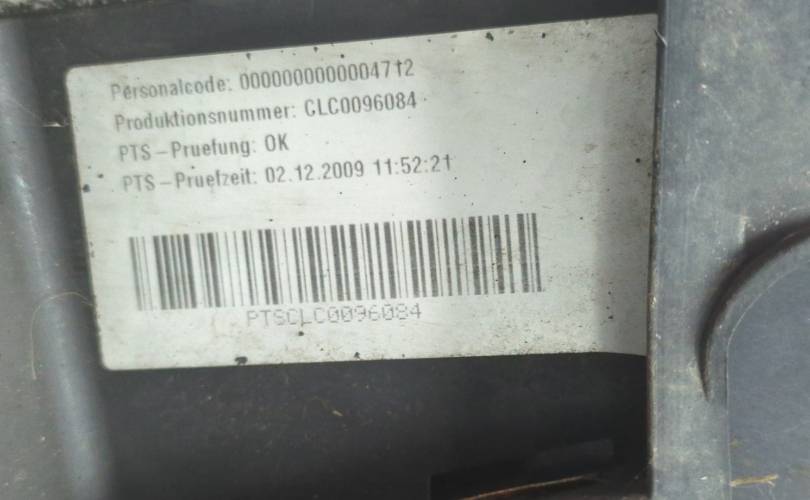 Personalcode: 00000000000004712
Produktionsnummer: CLC0096084
PTS-Pruefung: OK
PTS-Pruefzeit: 02.12.2009 11:52:21
PTSCLC0096084